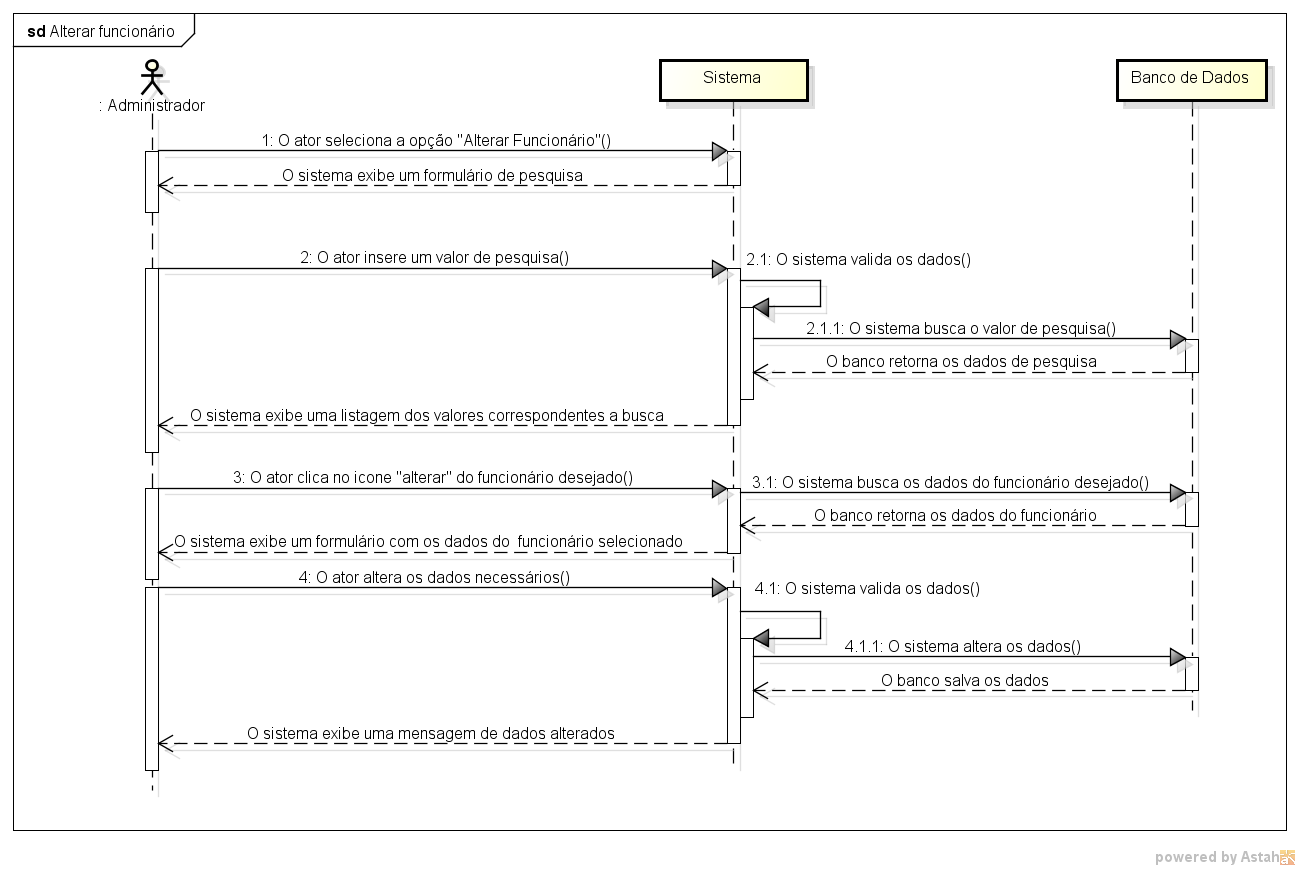 sd Alterar funcionário
: Administrador
Sistema
Banco de Dados
1: O ator seleciona a opção "Alterar Funcionário"()
O sistema exibe um formulário de pesquisa
2: O ator insere um valor de pesquisa()
2.1: O sistema valida os dados()
2.1.1: O sistema busca o valor de pesquisa()
O banco retorna os dados de pesquisa
O sistema exibe uma listagem dos valores correspondentes a busca
3: O ator clica no icone "alterar" do funcionário desejado()
3.1: O sistema busca os dados do funcionário desejado()
O banco retorna os dados do funcionário
O sistema exibe um formulário com os dados do  funcionário selecionado
4: O ator altera os dados necessários()
4.1: O sistema valida os dados()
4.1.1: O sistema altera os dados()
O banco salva os dados
O sistema exibe uma mensagem de dados alterados
powered by Astah